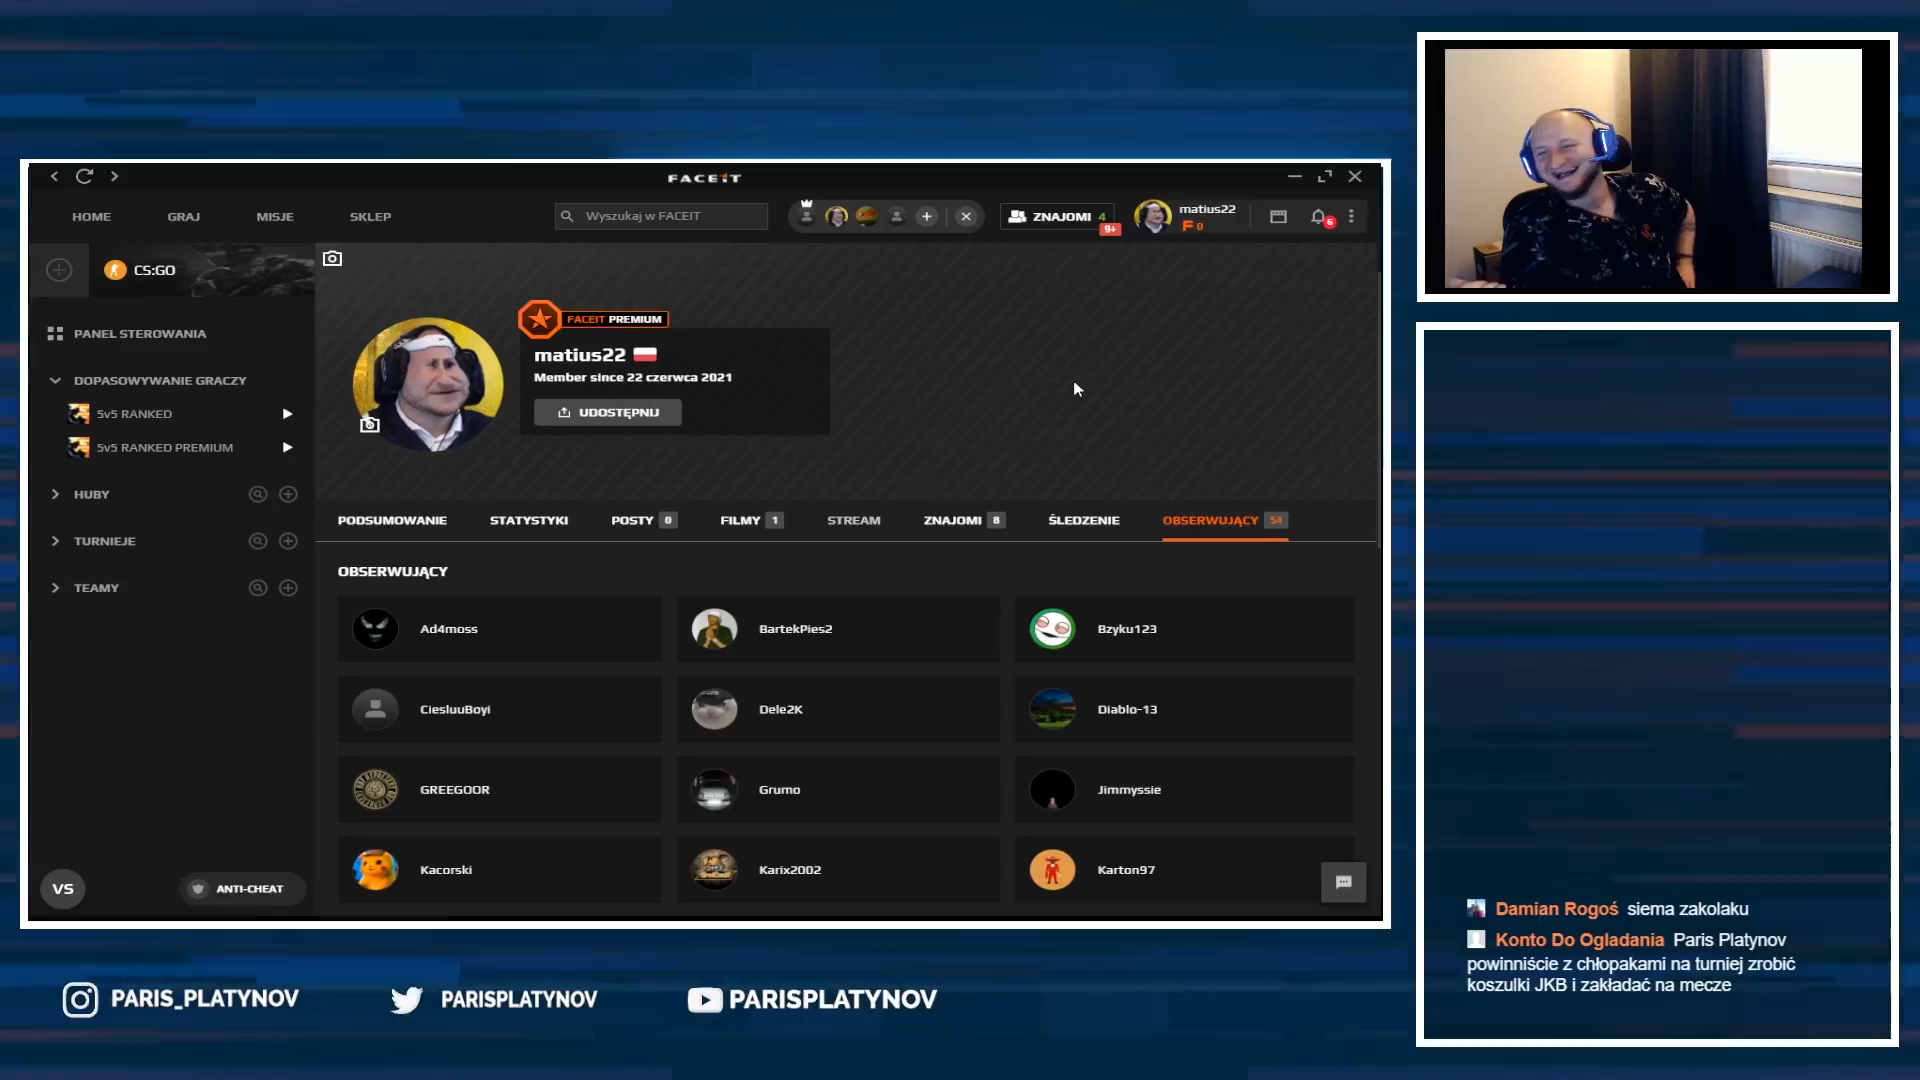 FACEIT
HOME
GRAJ
MISJE
SKLEP
Wyszukaj w FACEIT
ZNAJOMI 4
9+
matius22
F 0
6
CS:GO
PANEL STEROWANIA
DOPASOWYWANIE GRACZY
5v5 RANKED
5v5 RANKED PREMIUM
HUBY
TURNIEJE
TEAMY
VS
ANTI-CHEAT
FACEIT PREMIUM
matius22
Member since 22 czerwca 2021
UDOSTĘPNIJ
PODSUMOWANIE
STATYSTYKI
POSTY 0
FILMY 1
STREAM
ZNAJOMI 8
ŚLEDZENIE
OBSERWUJĄCY 54
OBSERWUJĄCY
Ad4moss
BartekPies2
Bzyku123
CiesluuBoyi
Dele2K
Diablo-13
GREEGOOR
Grumo
Jimmyssie
Kacorski
Karix2002
Karton97
Damian Rogoś siema zakolaku
Konto Do Ogladania Paris Platynov
powinniście z chłopakami na turniej zrobić
koszulki JKB i zakładać na mecze
PARIS_PLATYNOV
PARISPLATYNOV
PARISPLATYNOV